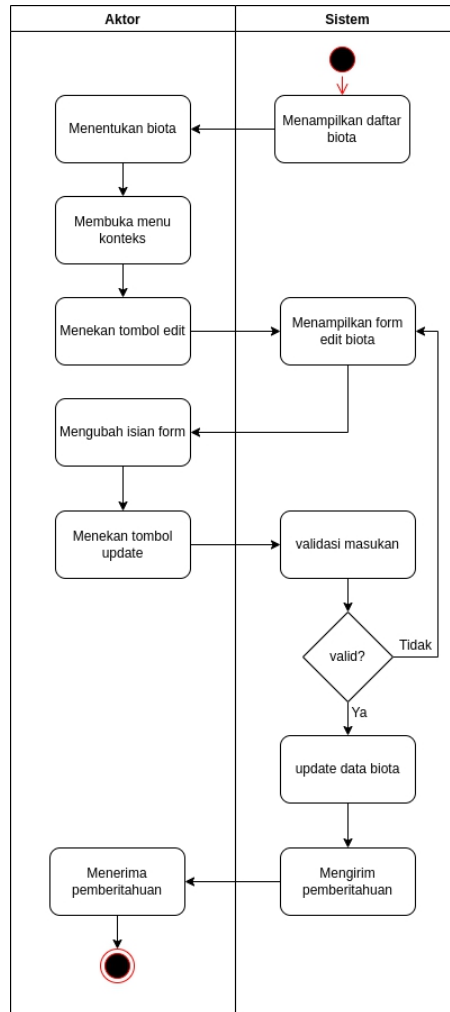 Aktor
Sistem
Menampilkan daftar
biota
Menentukan biota
Membuka menu
konteks
Menekan tombol edit
Menampilkan form
edit biota
Mengubah isian form
Menekan tombol
update
validasi masukan
valid?
Tidak
Ya
update data biota
Mengirim
pemberitahuan
Menerima
pemberitahuan